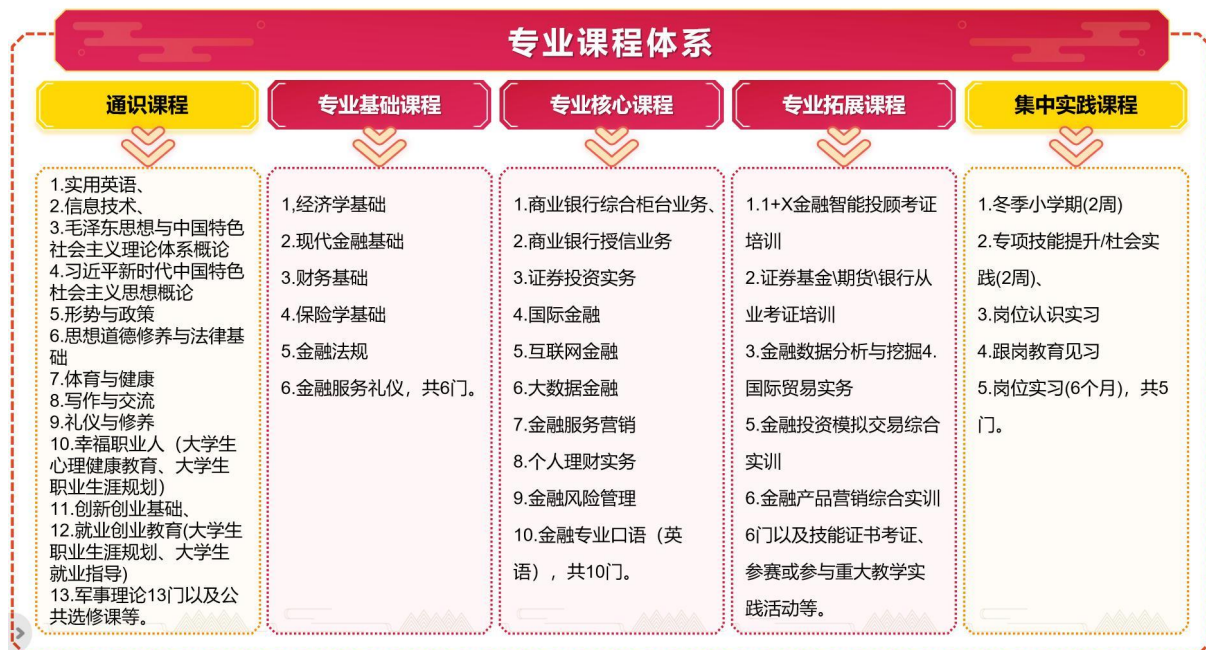 专业课程体系
通识课程
1.实用英语、
2.信息技术、
3.毛泽东思想与中国特色
社会主义理论体系概论
4.习近平新时代中国特色
社会主义思想概论
5.形势与政策
6.思想道德修养与法律基
础
7.体育与健康
8.写作与交流
9.礼仪与修养
10.幸福职业人（大学生
心理健康教育、大学生
职业生涯规划)
11.创新创业基础、
12.就业创业教育(大学生
职业生涯规划、大学生
就业指导)
13.军事理论13门以及公
共选修课等。
专业基础课程
1,经济学基础
2.现代金融基础
3.财务基础
4.保险学基础
5.金融法规
6.金融服务礼仪，共6门。
专业核心课程
1.商业银行综合柜台业务、
2.商业银行授信业务
3.证券投资实务
4.国际金融
5.互联网金融
6.大数据金融
7.金融服务营销
8.个人理财实务
9.金融风险管理
10.金融专业口语（英
语），共10门。
专业拓展课程
1.1+X金融智能投顾考证
培训
2.证券基金\期货\银行从
业考证培训
3.金融数据分析与挖掘4.
国际贸易实务
5.金融投资模拟交易综合
实训
6.金融产品营销综合实训
6门以及技能证书考证、
参赛或参与重大教学实
践活动等。
集中实践课程
1.冬季小学期(2周)
2.专项技能提升/杜会实
践(2周)、
3.岗位认识实习
4.跟岗教育见习
5.岗位实习(6个月)，共5
门。